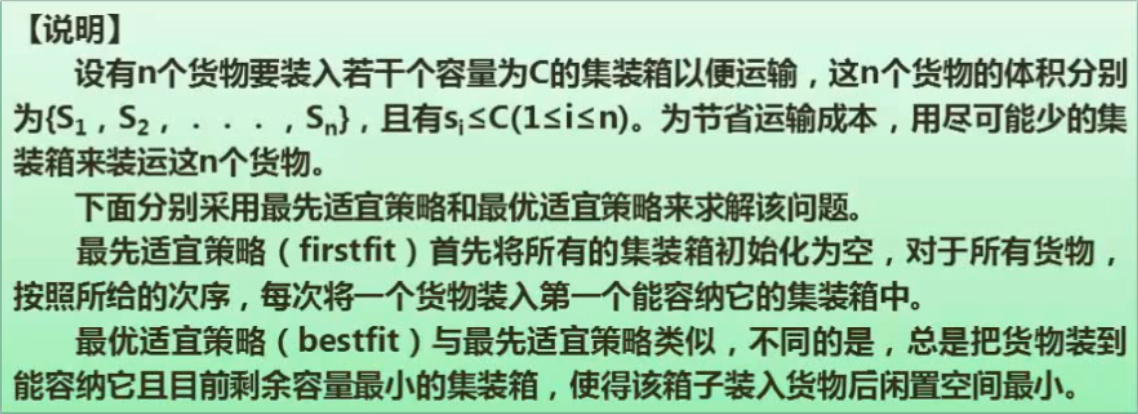 【说明】
设有n个货物要装入若干个容量为C的集装箱以便运输，这n个货物的体积分别
为{S₁，S₂，．．．，Sₙ}，且有sᵢ≤C(1≤i≤n)。为节省运输成本，用尽可能少的集
装箱来装运这n个货物。
下面分别采用最先适宜策略和最优适宜策略来求解该问题。
最先适宜策略（firstfit）首先将所有的集装箱初始化为空，对于所有货物，
按照所给的次序，每次将一个货物装入第一个能容纳它的集装箱中。
最优适宜策略（bestfit）与最先适宜策略类似，不同的是，总是把货物装到
能容纳它且目前剩余容量最小的集装箱，使得该箱子装入货物后闲置空间最小。